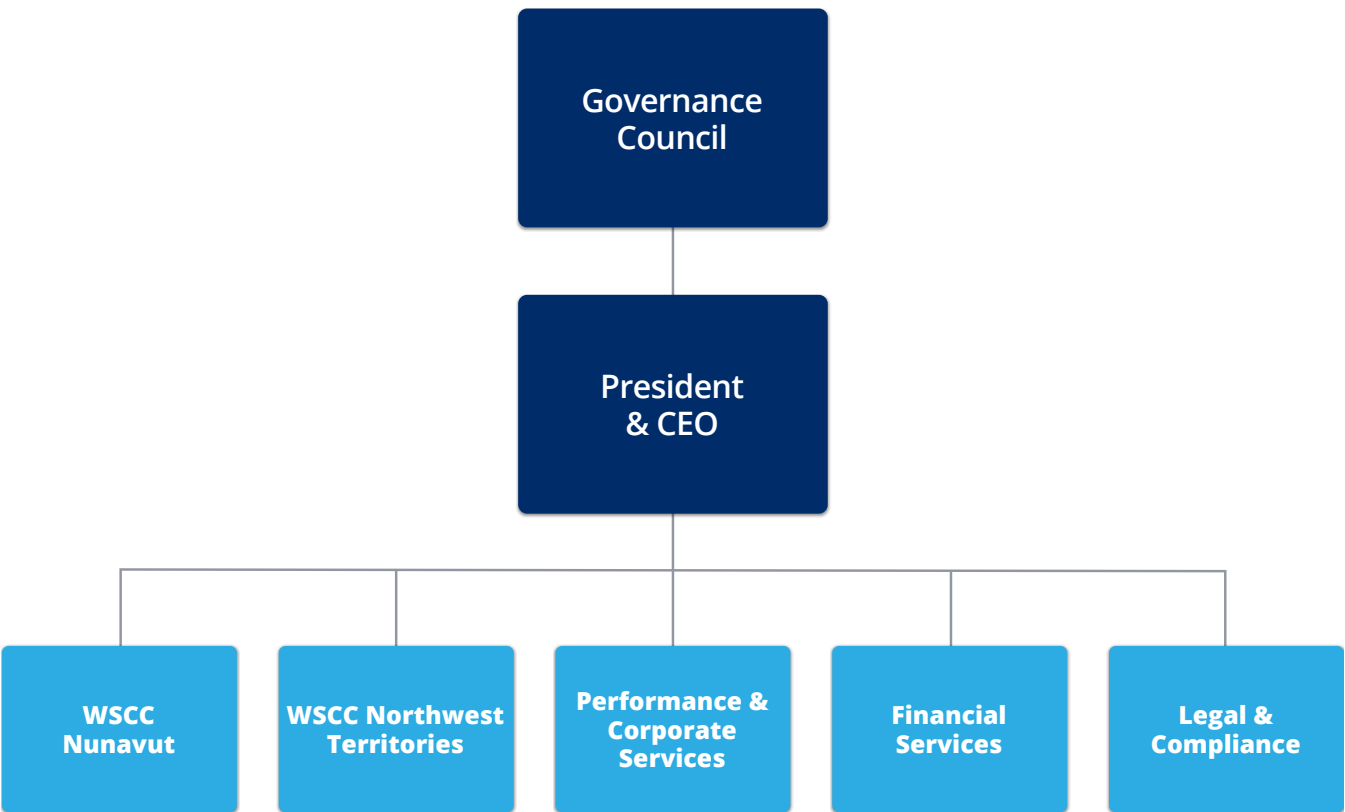 Governance
Council
President
& CEO
WSCC
Nunavut
WSCC Northwest
Territories
Performance &
Corporate
Services
Financial
Services
Legal &
Compliance